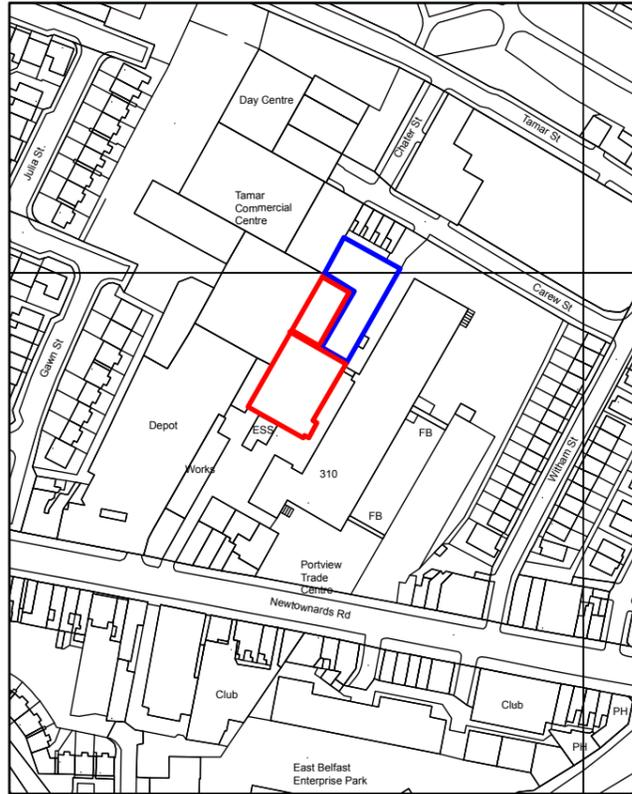 Day Centre
Chater St
Tamar St
Julia St.
Tamar
Commercial
Centre
Carew St
Gawn St
Depot
ESS
FB
Witham St
Works
310
FB
Portview
Trade
Centre
Newtownards Rd
Club
Club
PH
PH
East Belfast
Enterprise Park